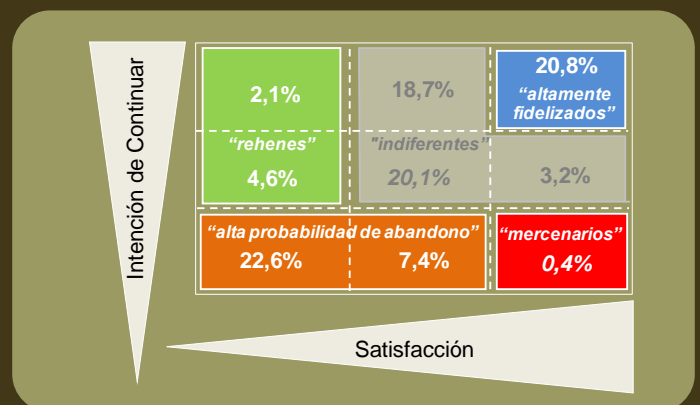 Intención de Continuar
2,1%
18,7%
20,8%
“altamente
fidelizados”
“rehenes”
"indiferentes”
4,6%
20,1%
3,2%
“alta probabilidad de abandono”
“mercenarios”
22,6%
7,4%
0,4%
Satisfacción